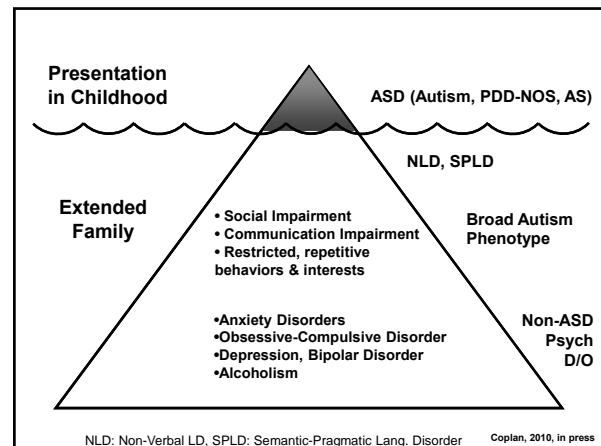 Presentation
in Childhood
ASD (Autism, PDD-NOS, AS)
NLD, SPLD
Extended
Family
• Social Impairment
• Communication Impairment
• Restricted, repetitive
behaviors & interests
Broad Autism
Phenotype
•Anxiety Disorders
•Obsessive-Compulsive Disorder
•Depression, Bipolar Disorder
•Alcoholism
Non-ASD
Psych
D/O
NLD: Non-Verbal LD, SPLD: Semantic-Pragmatic Lang. Disorder
Coplan, 2010, in press